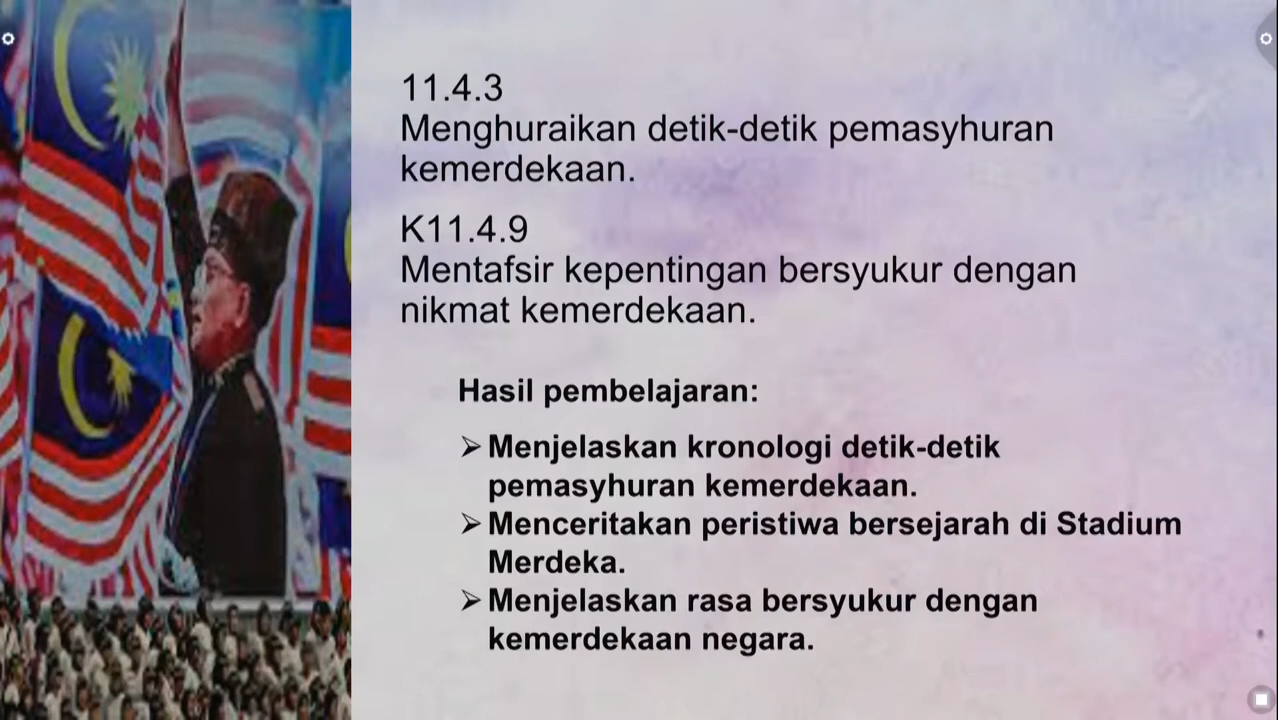 11.4.3
Menghuraikan detik-detik pemasyhuran
kemerdekaan.
K11.4.9
Mentafsir kepentingan bersyukur dengan
nikmat kemerdekaan.
Hasil pembelajaran:
➢ Menjelaskan kronologi detik-detik
pemasyhuran kemerdekaan.
➢ Menceritakan peristiwa bersejarah di Stadium
Merdeka.
➢ Menjelaskan rasa bersyukur dengan
kemerdekaan negara.